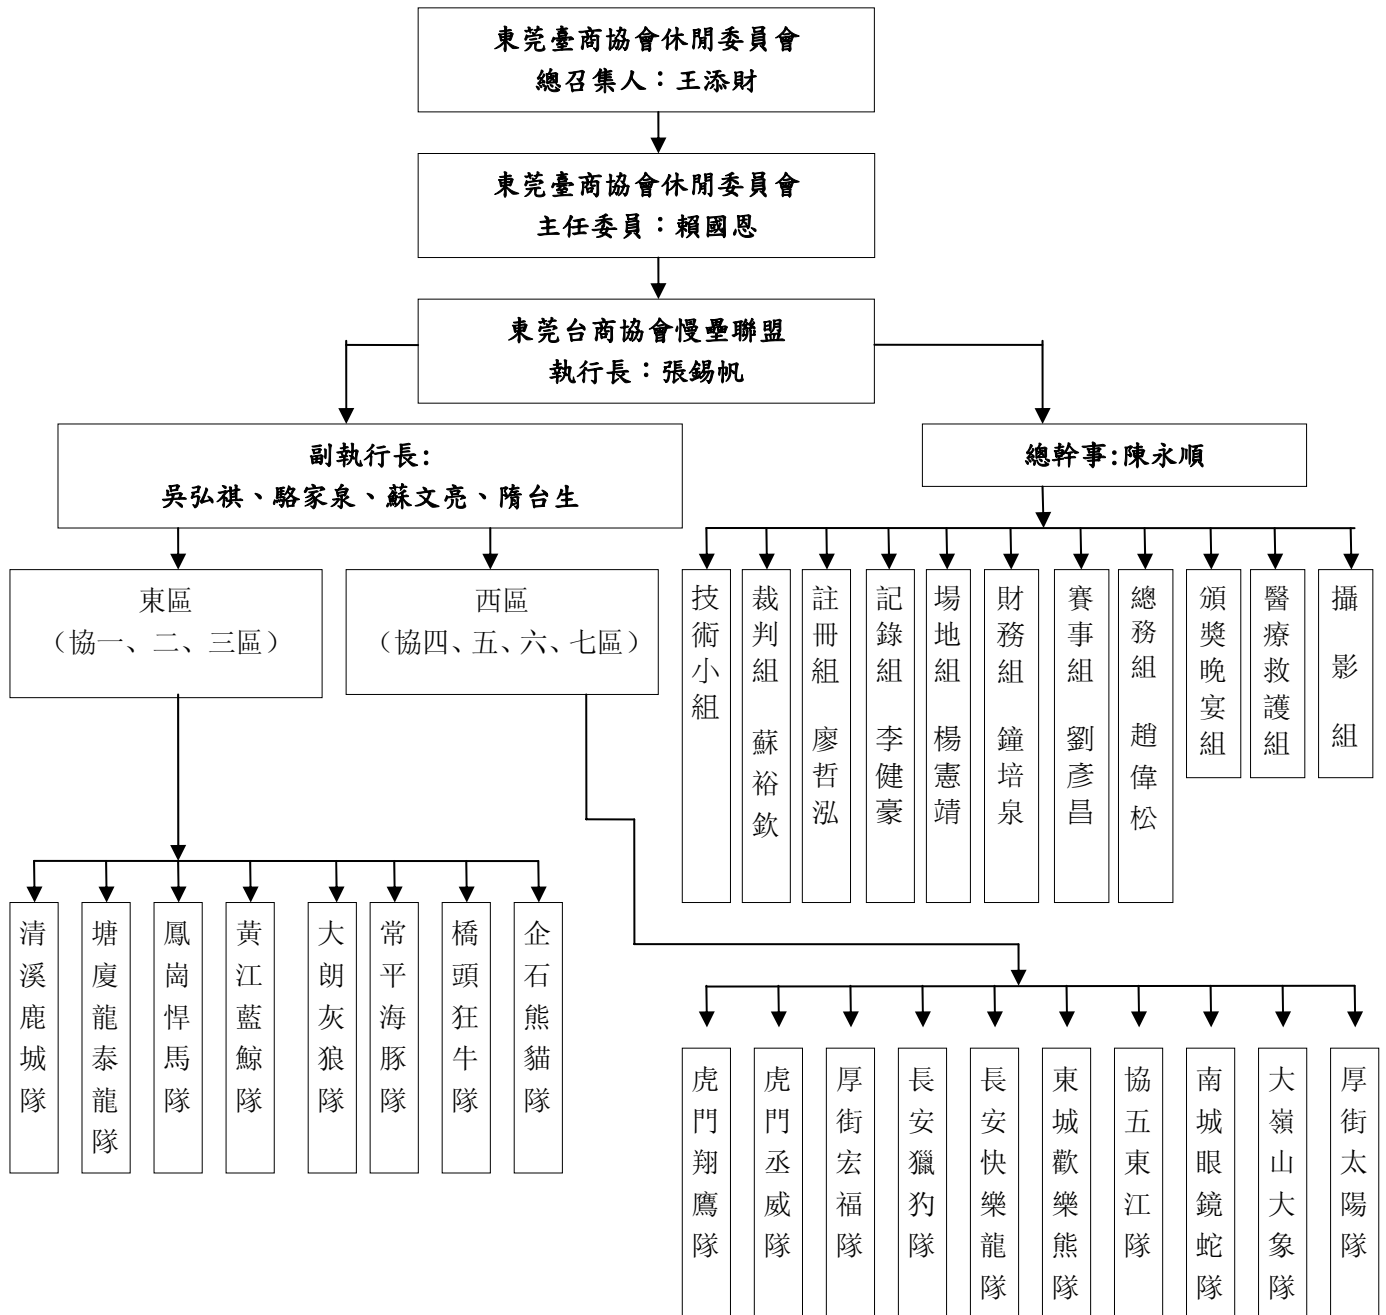 東莞臺商協會休閒委員會
總召集人：王添財
東莞臺商協會休閒委員會
主任委員：賴國恩
東莞台商協會慢壘聯盟
執行長：張錫帆
副執行長:
吳弘祺、駱家泉、蘇文亮、隋台生
總幹事:陳永順
東區
（協一、二、三區）
西區
（協四、五、六、七區）
技術小組
裁判組 蘇裕欽
註冊組 廖哲泓
記錄組 李健豪
場地組 楊憲靖
財務組 鐘培泉
賽事組 劉彥昌
總務組 趙偉松
頒獎晚宴組
醫療救護組
攝影組
清溪鹿城隊
塘廈龍泰龍隊
鳳崗悍馬隊
黃江藍鯨隊
大朗灰狼隊
常平海豚隊
橋頭狂牛隊
企石熊貓隊
虎門翔鷹隊
虎門丞威隊
厚街宏福隊
長安獵豹隊
長安快樂龍隊
東城歡樂熊隊
協五東江隊
南城眼鏡蛇隊
大嶺山大象隊
厚街太陽隊